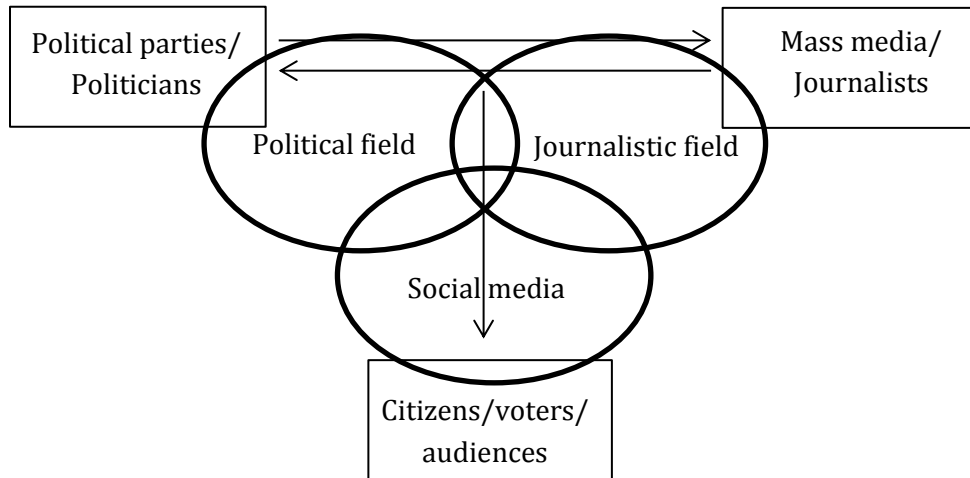 Political parties/
Politicians
Mass media/
Journalists
Political field
Journalistic field
Social media
Citizens/voters/
audiences